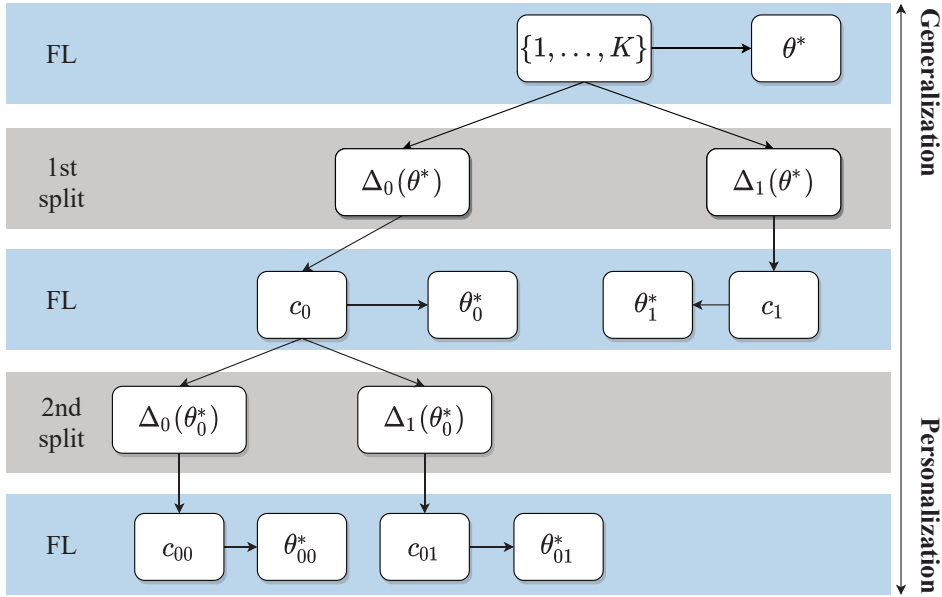 FL
{1, . . . , K}
θ*
Generalization
1st
split
Δ₀(θ*)
Δ₁(θ*)
FL
c₀
θ₀*
θ₁*
c₁
2nd
split
Δ₀(θ₀*)
Δ₁(θ₀*)
Personalization
FL
c₀₀
θ₀₀*
c₀₁
θ₀₁*